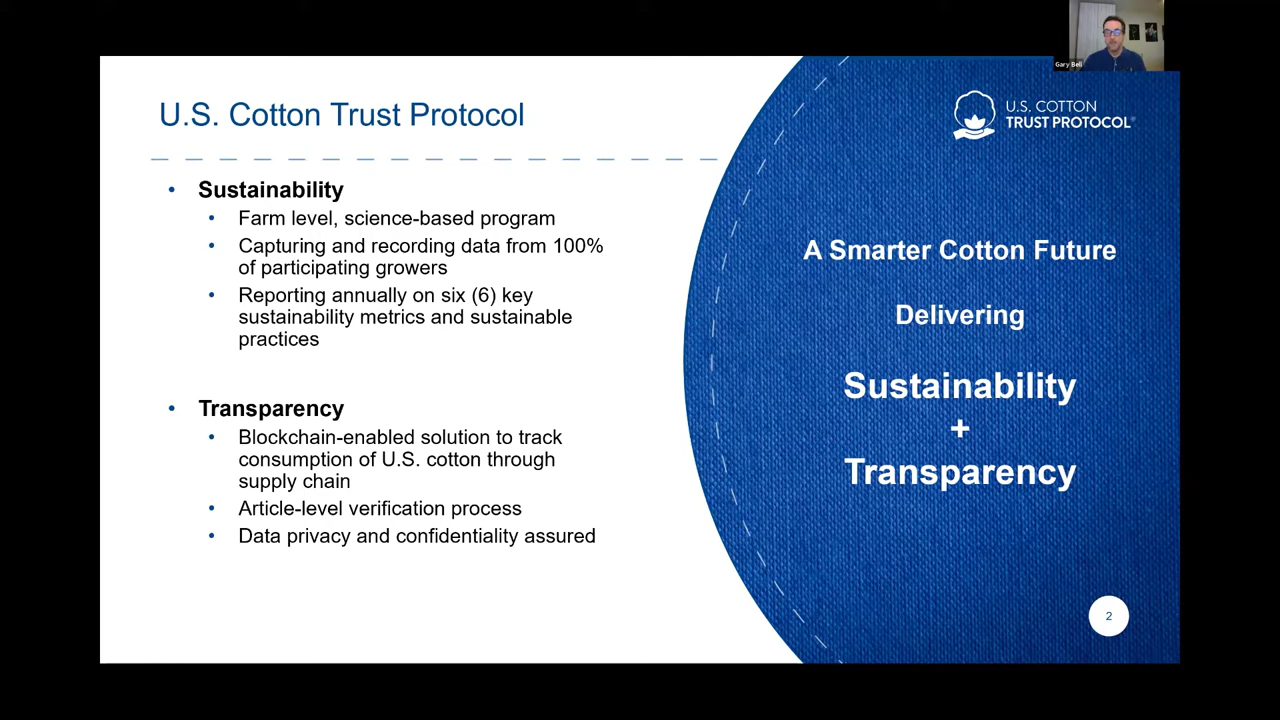 Gary Bell
U.S. Cotton Trust Protocol
• Sustainability
• Farm level, science-based program
• Capturing and recording data from 100%
of participating growers
• Reporting annually on six (6) key
sustainability metrics and sustainable
practices
• Transparency
• Blockchain-enabled solution to track
consumption of U.S. cotton through
supply chain
• Article-level verification process
• Data privacy and confidentiality assured
U.S. COTTON
TRUST PROTOCOL®
A Smarter Cotton Future
Delivering
Sustainability
+
Transparency
2